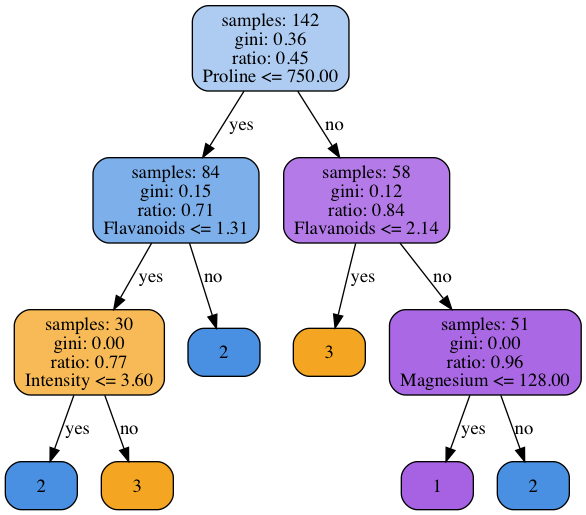 samples: 142
gini: 0.36
ratio: 0.45
Proline <= 750.00
yes
no
samples: 84
gini: 0.15
ratio: 0.71
Flavanoids <= 1.31
samples: 58
gini: 0.12
ratio: 0.84
Flavanoids <= 2.14
yes
no
yes
no
samples: 30
gini: 0.00
ratio: 0.77
Intensity <= 3.60
2
3
samples: 51
gini: 0.00
ratio: 0.96
Magnesium <= 128.00
yes
no
yes
no
2
3
1
2